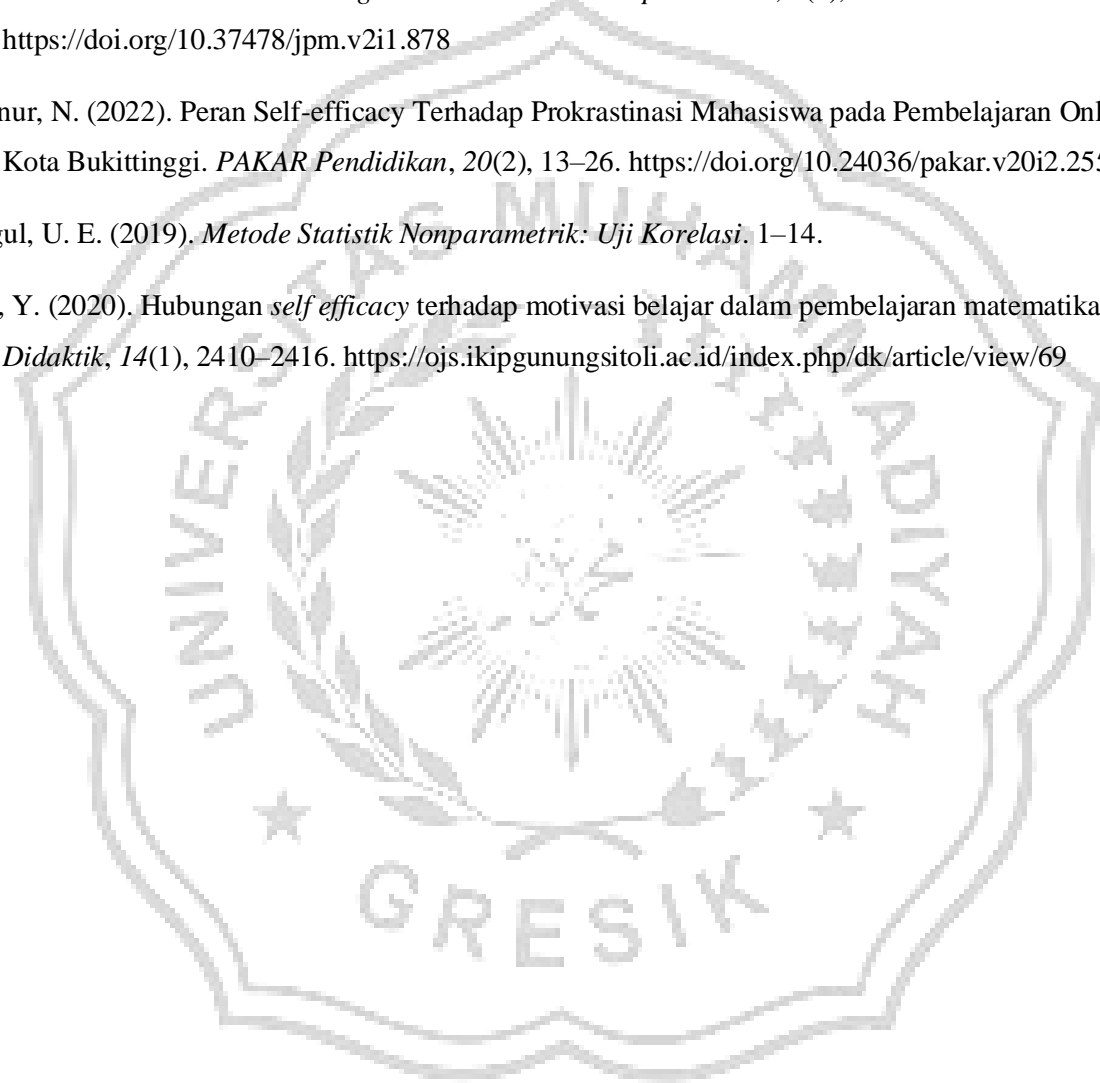 https://doi.org/10.37478/jpm.v2i1.878
nur, N. (2022). Peran Self-efficacy Terhadap Prokrastinasi Mahasiswa pada Pembelajaran Onl
Kota Bukittinggi. PAKAR Pendidikan, 20(2), 13–26. https://doi.org/10.24036/pakar.v20i2.255
gul, U. E. (2019). Metode Statistik Nonparametrik: Uji Korelasi. 1–14.
, Y. (2020). Hubungan self efficacy terhadap motivasi belajar dalam pembelajaran matematika
Didaktik, 14(1), 2410–2416. https://ojs.ikipgunungsitoli.ac.id/index.php/dk/article/view/69
UNIVERSITAS MUHAMMADIYAH
GRESIK